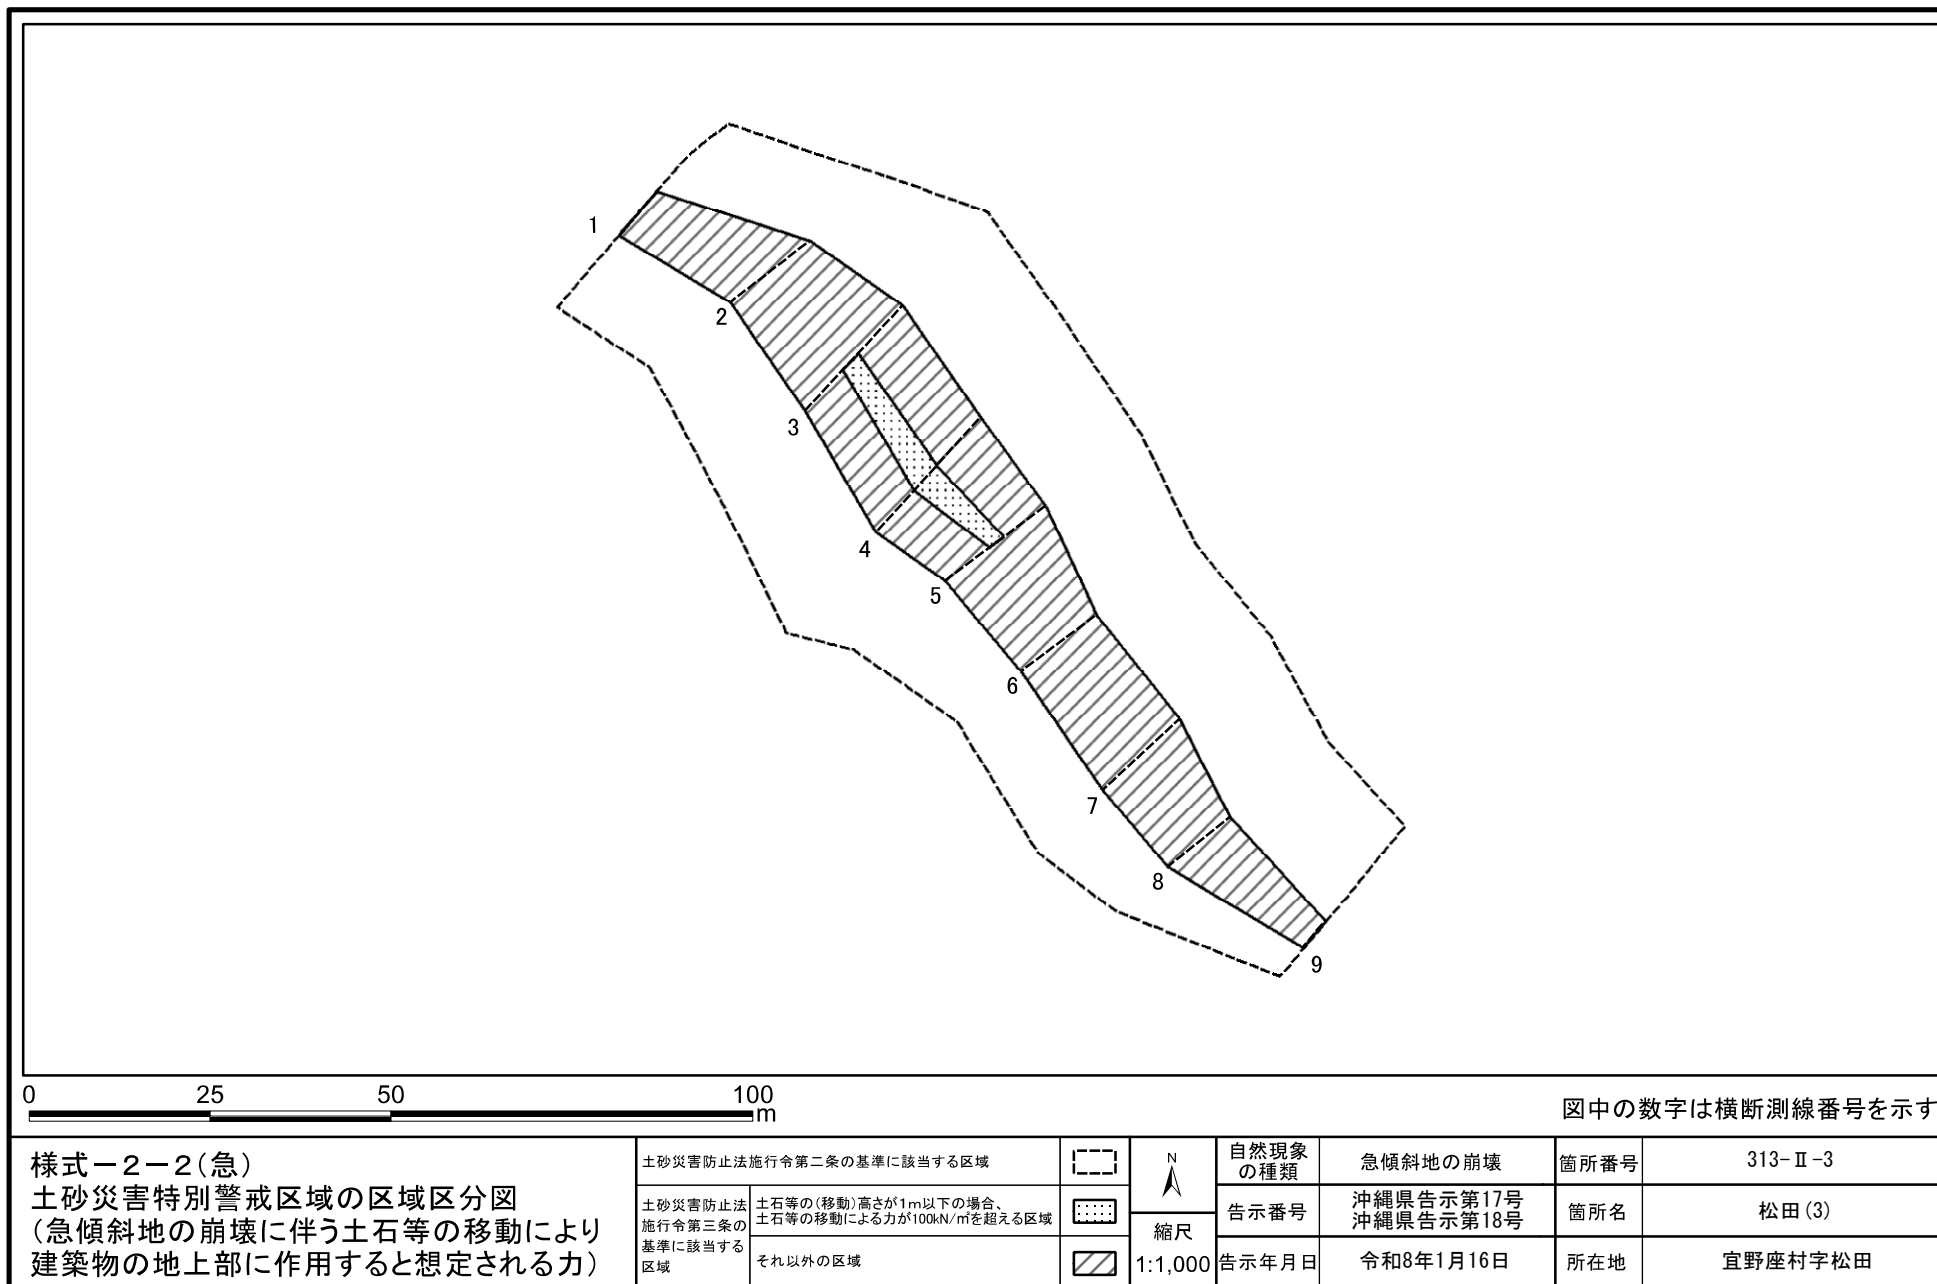 1
2
3
4
5
6
7
8
9
0 25 50 100
m
図中の数字は横断測線番号を示す
様式－２－２(急)
土砂災害特別警戒区域の区域区分図
(急傾斜地の崩壊に伴う土石等の移動により
建築物の地上部に作用すると想定される力)
土砂災害防止法施行令第二条の基準に該当する区域
土砂災害防止法
施行令第三条の
基準に該当する
区域
土石等の(移動)高さが1m以下の場合、
土石等の移動による力が100kN/㎡を超える区域
それ以外の区域
N
縮尺
1:1,000
自然現象
の種類
急傾斜地の崩壊
箇所番号
313-Ⅱ-3
告示番号
沖縄県告示第17号
沖縄県告示第18号
箇所名
松田(3)
告示年月日
令和8年1月16日
所在地
宜野座村字松田